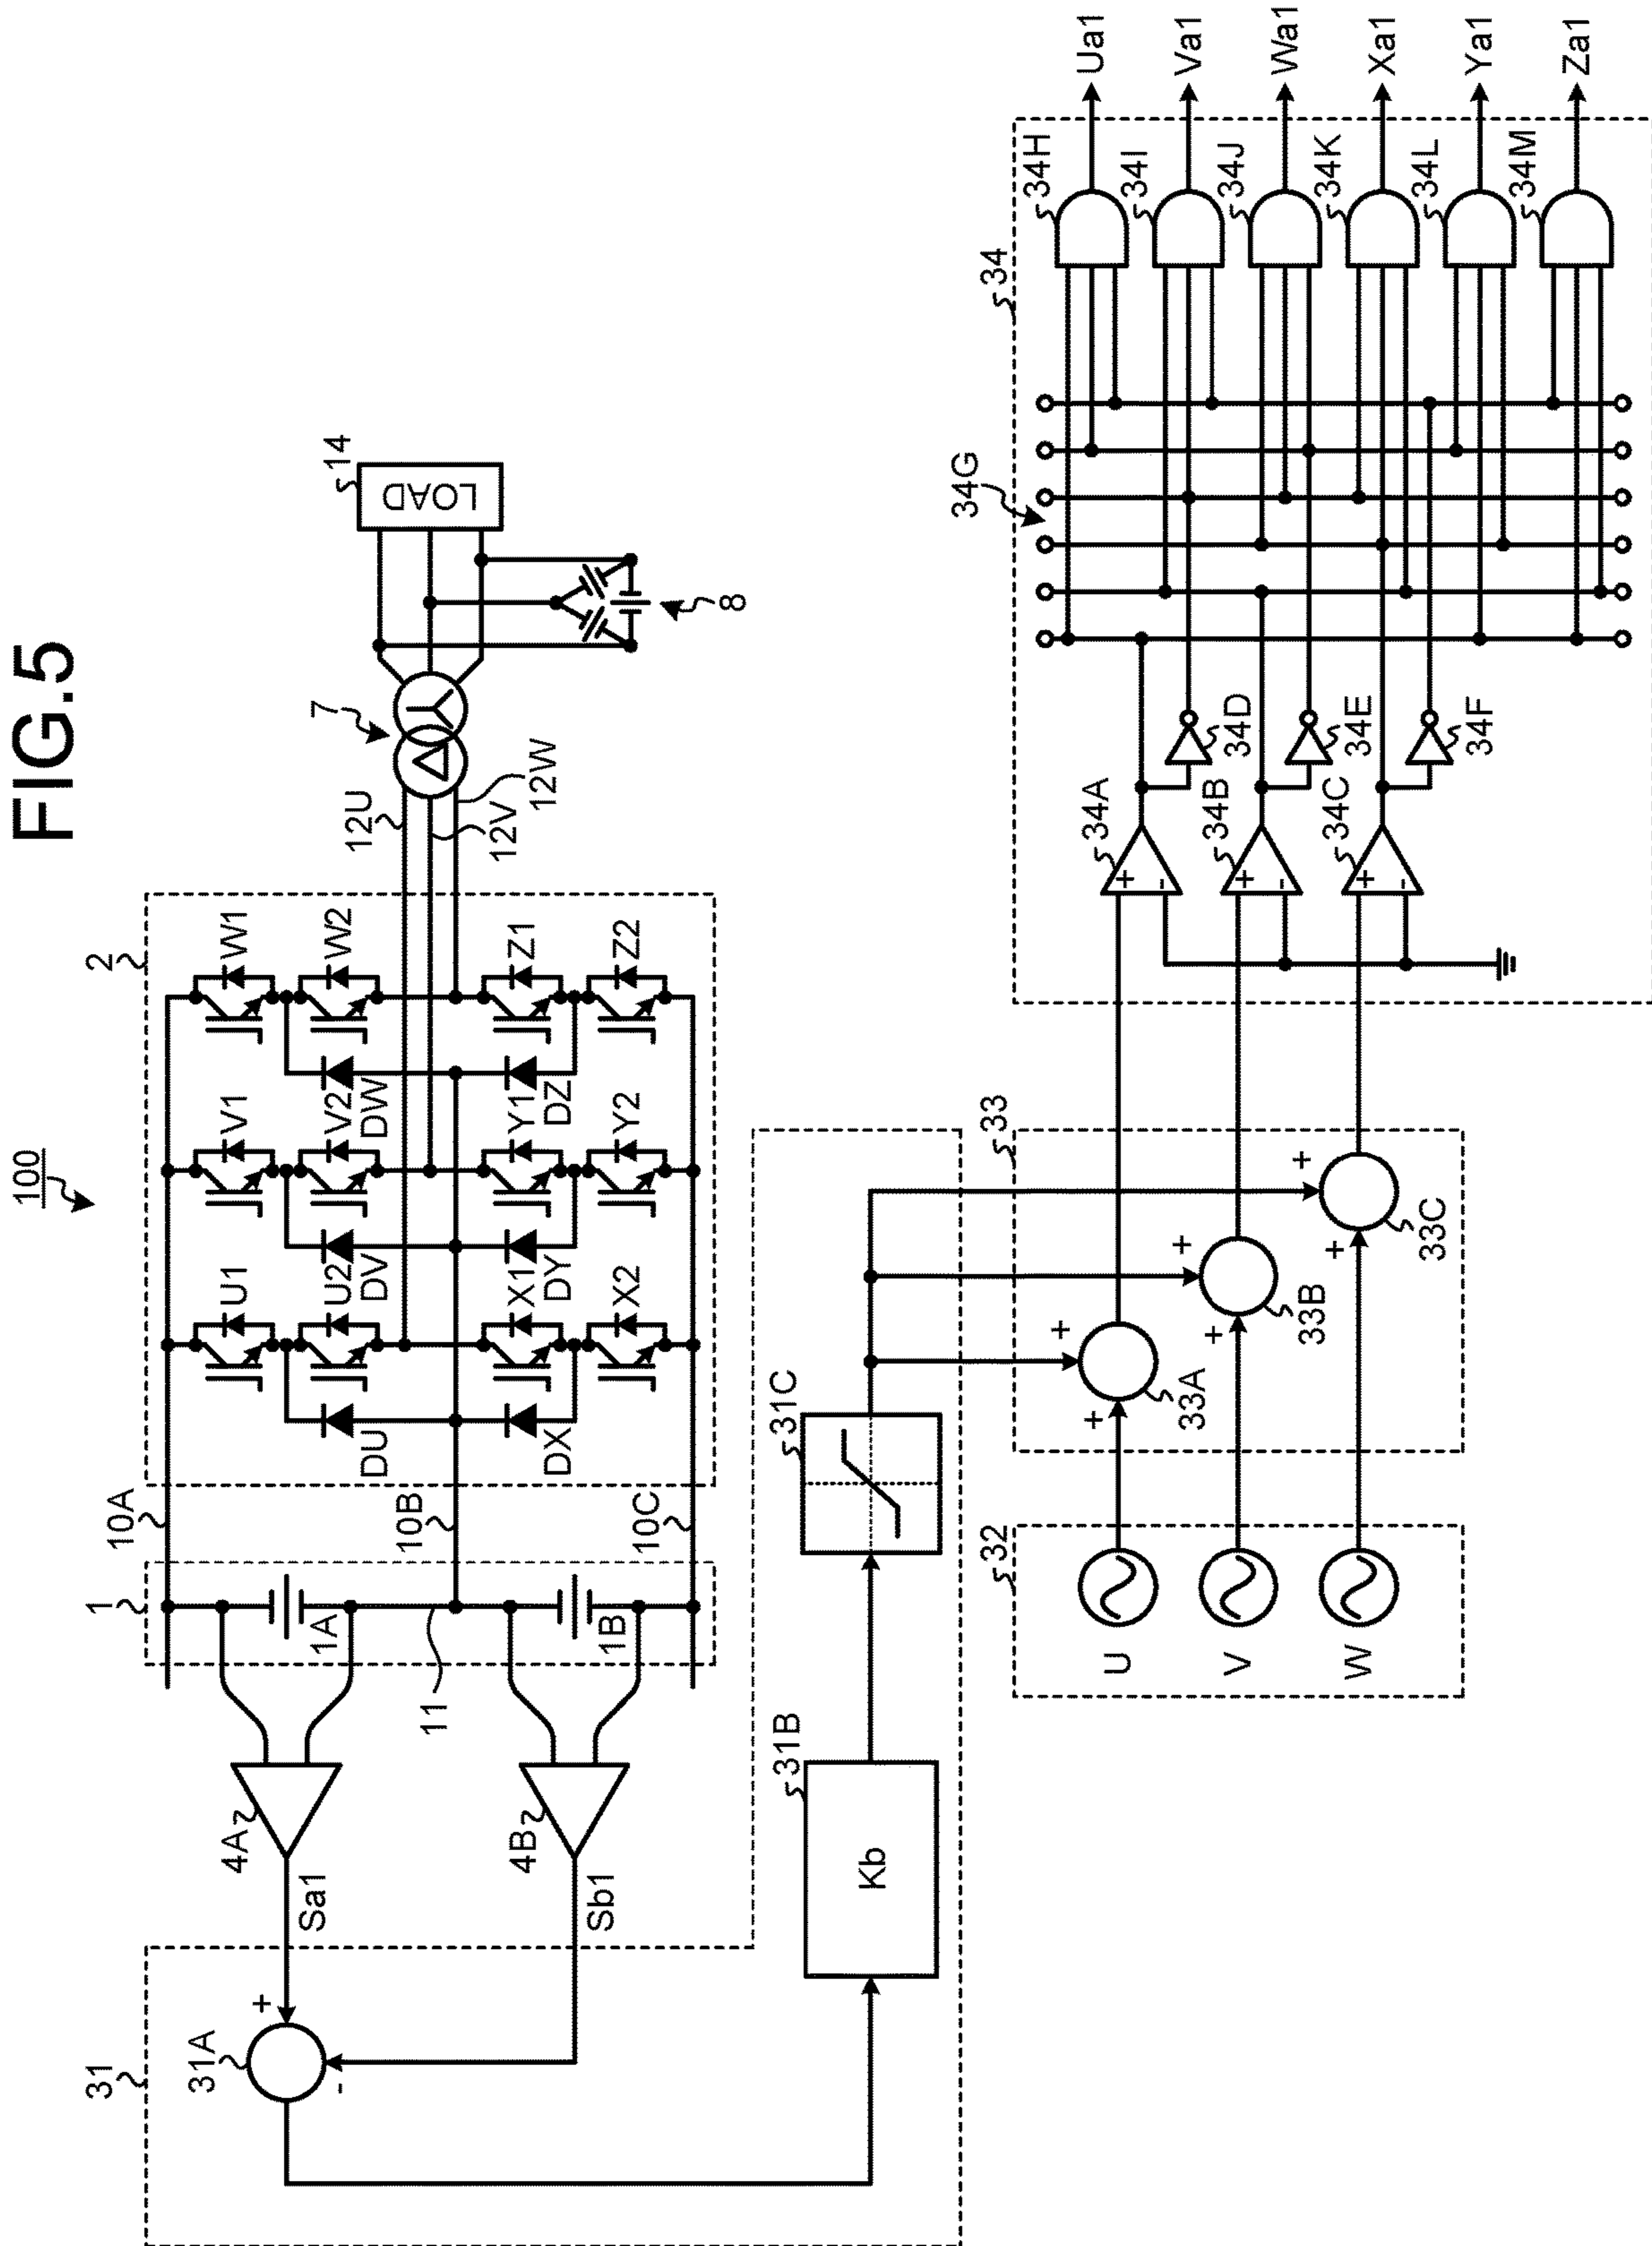 FIG.5
100
1
2
10A
10B
10C
11
1A
1B
4A
4B
Sa1
Sb1
U1
U2
V1
V2
W1
W2
X1
X2
Y1
Y2
Z1
Z2
DU
DV
DW
DX
DY
DZ
12U
12V
12W
7
8
14
LOAD
31
31A
+
-
31B
Kb
31C
32
U
V
W
33
33A
+
+
33B
+
+
33C
+
+
34
34A
+
-
34B
+
-
34C
+
-
34D
34E
34F
34G
34H
34I
34J
34K
34L
34M
Ua1
Va1
Wa1
Xa1
Ya1
Za1